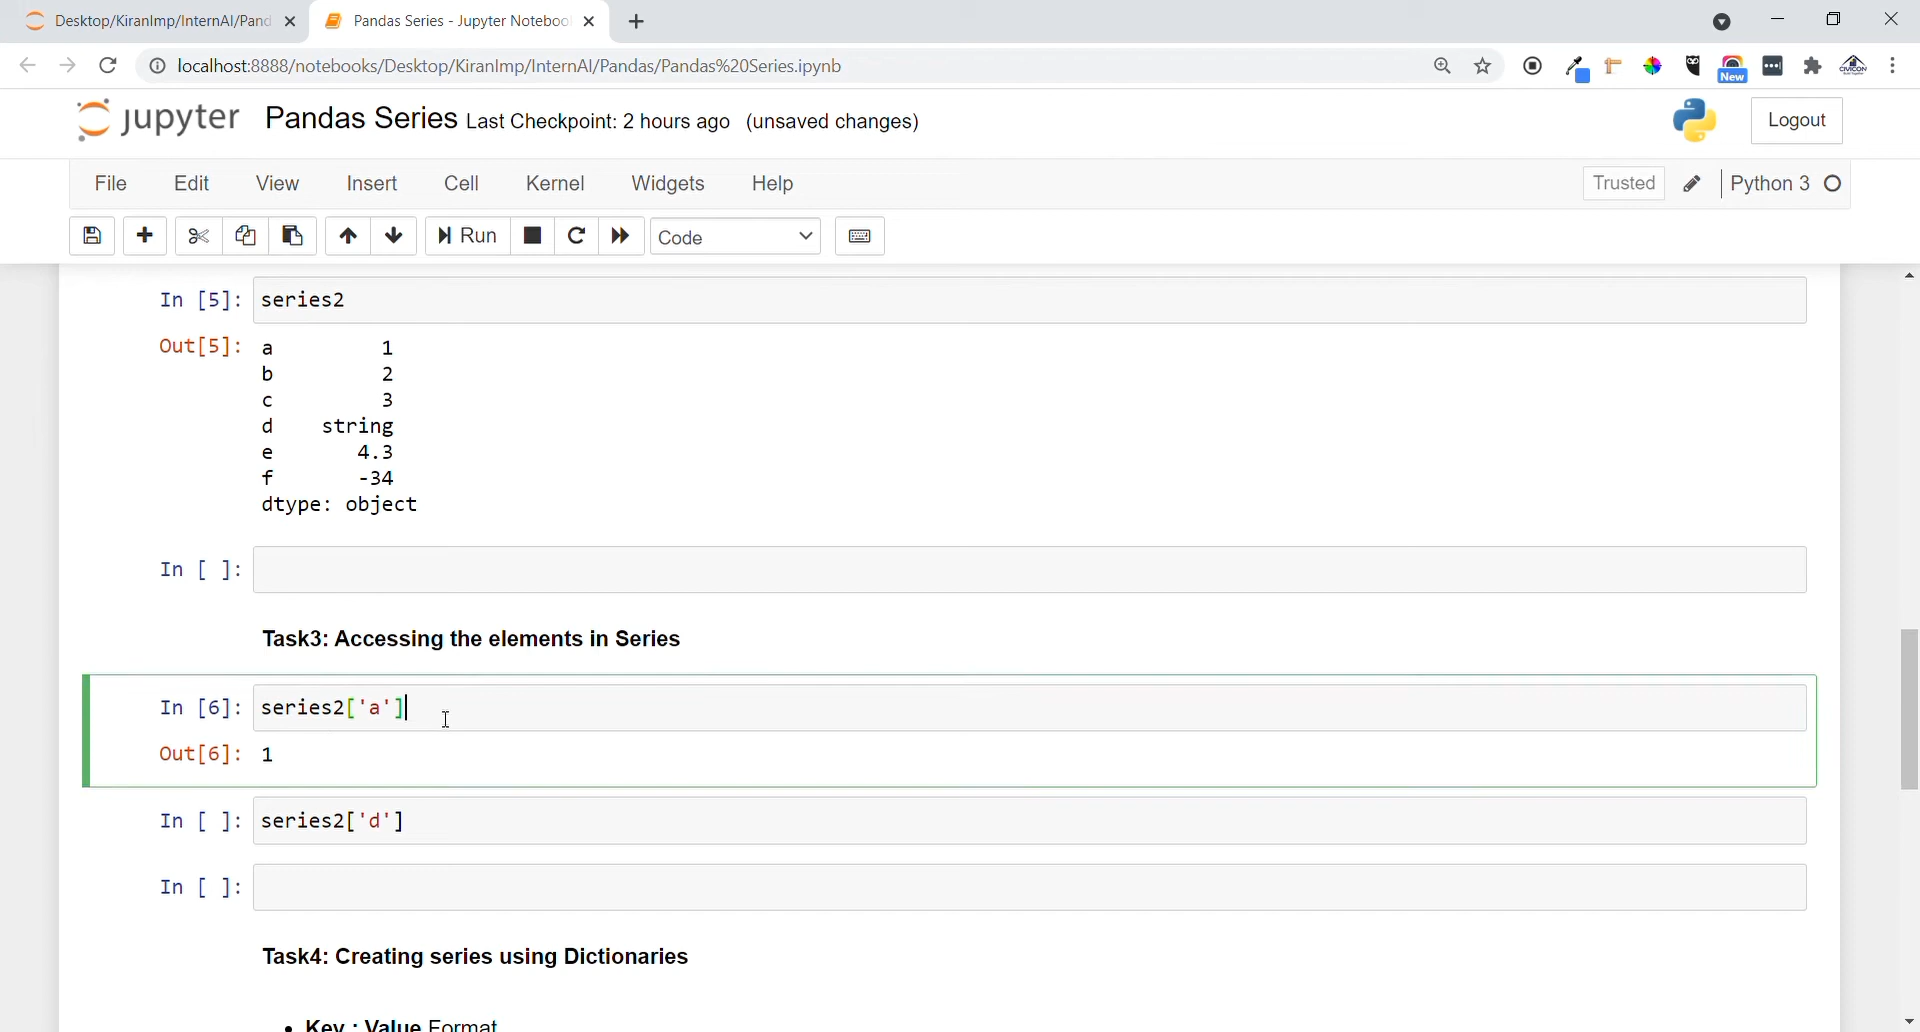 Desktop/KiranImp/InternAI/Pand
Pandas Series - Jupyter Noteboo
localhost:8888/notebooks/Desktop/KiranImp/InternAI/Pandas/Pandas%20Series.ipynb
New
CIVICON
jupyter Pandas Series Last Checkpoint: 2 hours ago (unsaved changes)
Logout
File Edit View Insert Cell Kernel Widgets Help
Trusted
Python 3
Run
Code
In [5]: series2
Out[5]: a 1
b 2
c 3
d string
e 4.3
f -34
dtype: object
In [ ]:
Task3: Accessing the elements in Series
In [6]: series2['a']
Out[6]: 1
In [ ]: series2['d']
In [ ]:
Task4: Creating series using Dictionaries
• Key : Value Format